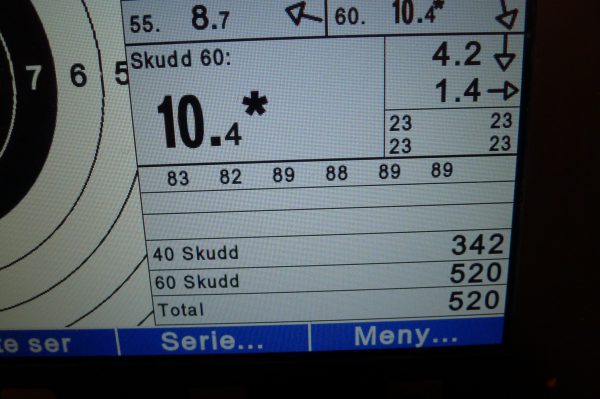 55. 8.7 60. 10.4*
7 6 5
Skudd 60:
10.4*
4.2
1.4
23 23
23 23
83 82 89 88 89 89
40 Skudd 342
60 Skudd 520
Total 520
ser Serie... Meny...